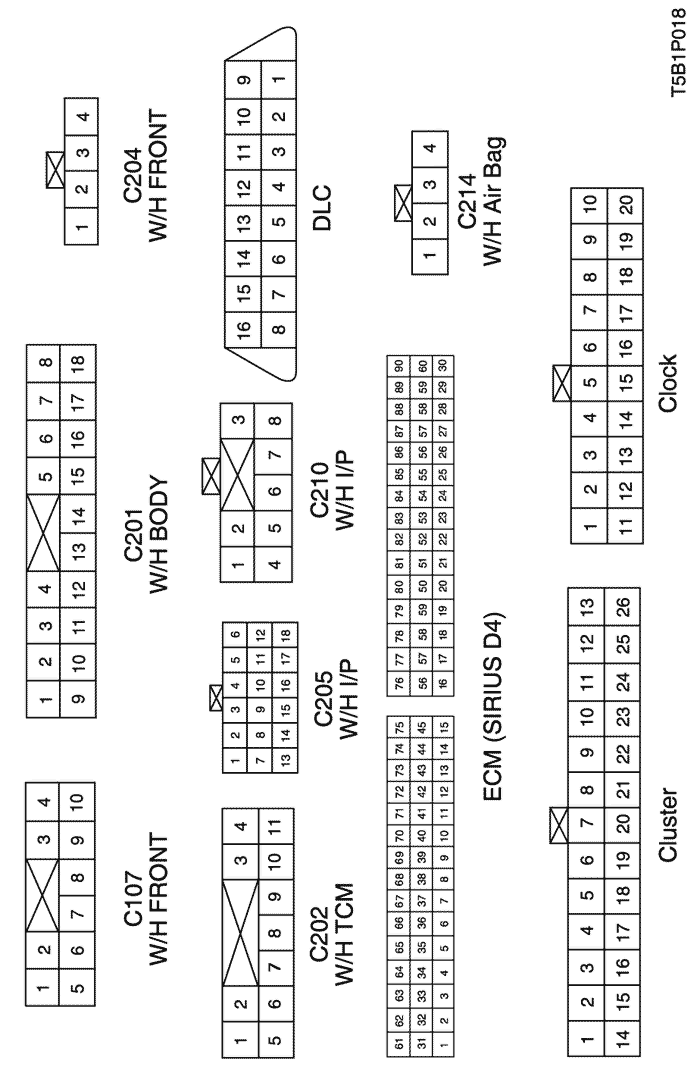 1 2 3 4
5 6 7 8 9 10
C107
W/H FRONT
1 2 3 4 5 6 7 8
9 10 11 12 13 14 15 16 17 18
C201
W/H BODY
1 2 3 4
C204
W/H FRONT
1 2 3 4
5 6 7 8 9 10 11
C202
W/H TCM
1 2 3 4 5 6
7 8 9 10 11 12
13 14 15 16 17 18
C205
W/H I/P
1 2 3
4 5 6 7 8
C210
W/H I/P
16 15 14 13 12 11 10 9
8 7 6 5 4 3 2 1
DLC
61 62 63 64 65 66 67 68 69 70 71 72 73 74 75
31 32 33 34 35 36 37 38 39 40 41 42 43 44 45
1 2 3 4 5 6 7 8 9 10 11 12 13 14 15
76 77 78 79 80 81 82 83 84 85 86 87 88 89 90
56 57 58 59 50 51 52 53 54 55 56 57 58 59 60
16 17 18 19 20 21 22 23 24 25 26 27 28 29 30
ECM (SIRIUS D4)
1 2 3 4
C214
W/H Air Bag
1 2 3 4 5 6 7 8 9 10 11 12 13
14 15 16 17 18 19 20 21 22 23 24 25 26
Cluster
1 2 3 4 5 6 7 8 9 10
11 12 13 14 15 16 17 18 19 20
Clock
T5B1P018